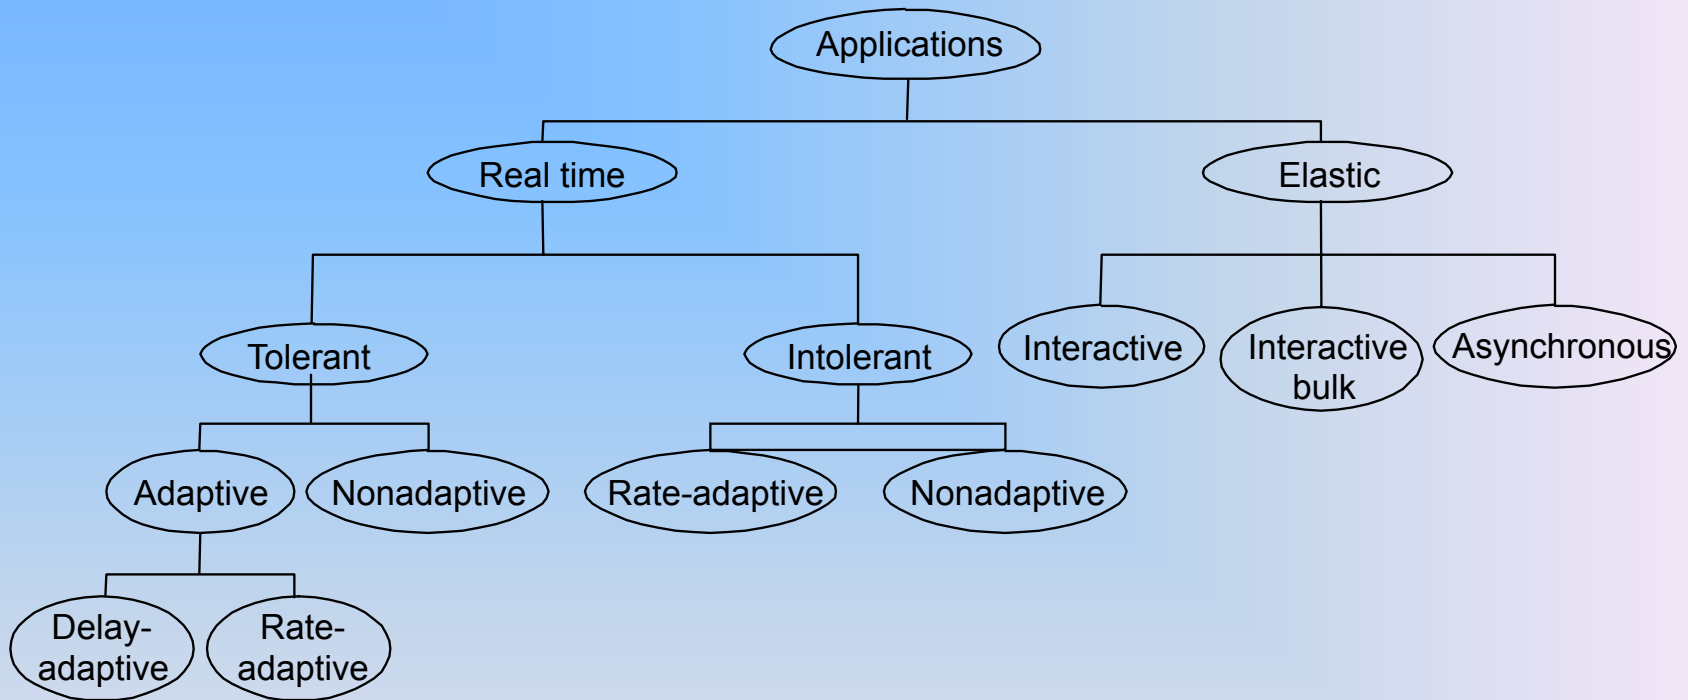 Applications
Real time
Elastic
Tolerant
Intolerant
Interactive
Interactive
bulk
Asynchronous
Adaptive
Nonadaptive
Rate-adaptive
Nonadaptive
Delay-
adaptive
Rate-
adaptive